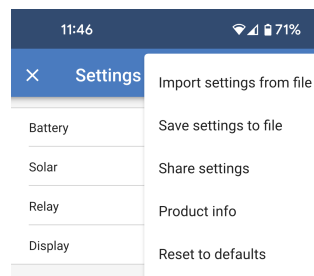 11:46 71%
Settings
Import settings from file
Battery
Save settings to file
Solar
Share settings
Relay
Product info
Display
Reset to defaults